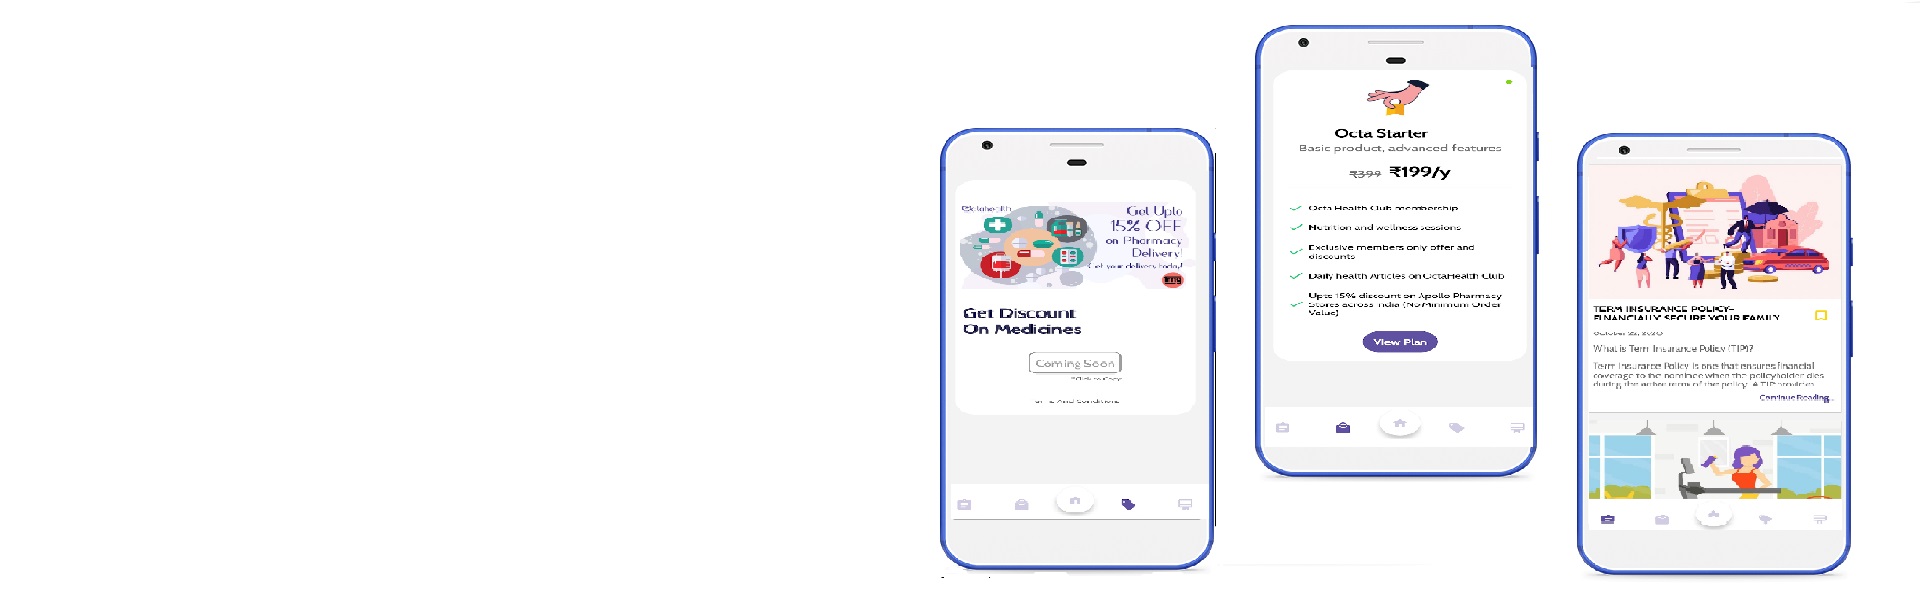 Octahealth
Get Upto
15% OFF
on Pharmacy
Delivery!
Get your delivery today!
Get Discount
On Medicines
Coming Soon
And Conditions
Octa Starter
Basic product, advanced features
₹399 ₹199/y
Octa Health Club membership
Nutrition and wellness sessions
Exclusive members only offer and
discounts
Daily health Articles on OctaHealth Club
Upto 15% discount on Apollo Pharmacy
Stores across India (No Minimum Order
Value)
View Plan
TERM INSURANCE POLICY–
FINANCIALLY SECURE YOUR FAMILY
October 22, 2020
What is Term Insurance Policy (TIP)?
Term Insurance Policy is one that ensures financial
coverage to the nominee when the policyholder dies
during the active term of the policy. A TIP provides
Continue Reading...